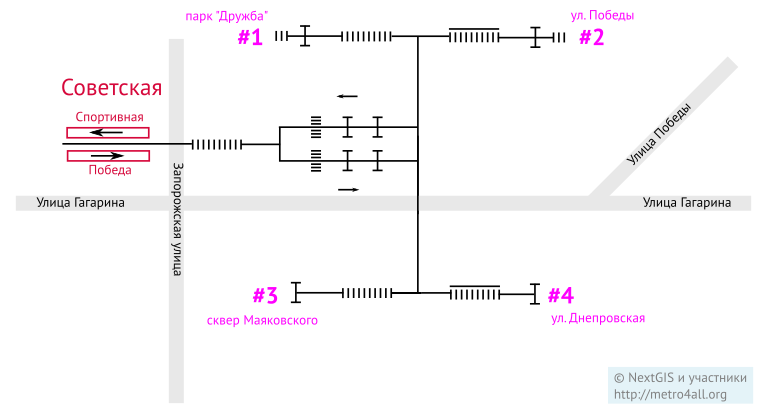 парк "Дружба"
#1
ул. Победы
#2
Советская
Спортивная
Победа
Запорожская улица
Улица Победы
Улица Гагарина
Улица Гагарина
#3
сквер Маяковского
#4
ул. Днепровская
© NextGIS и участники
http://metro4all.org